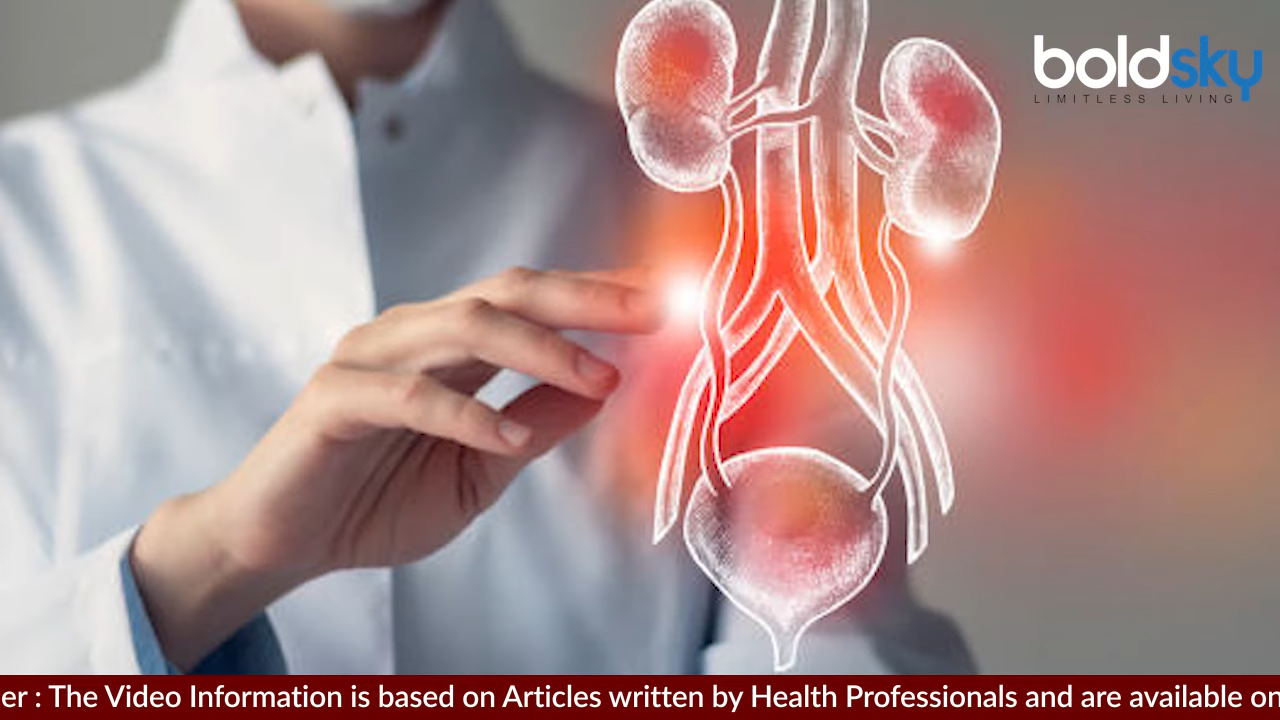 boldsky
LIMITLESS LIVING
er : The Video Information is based on Articles written by Health Professionals and are available on